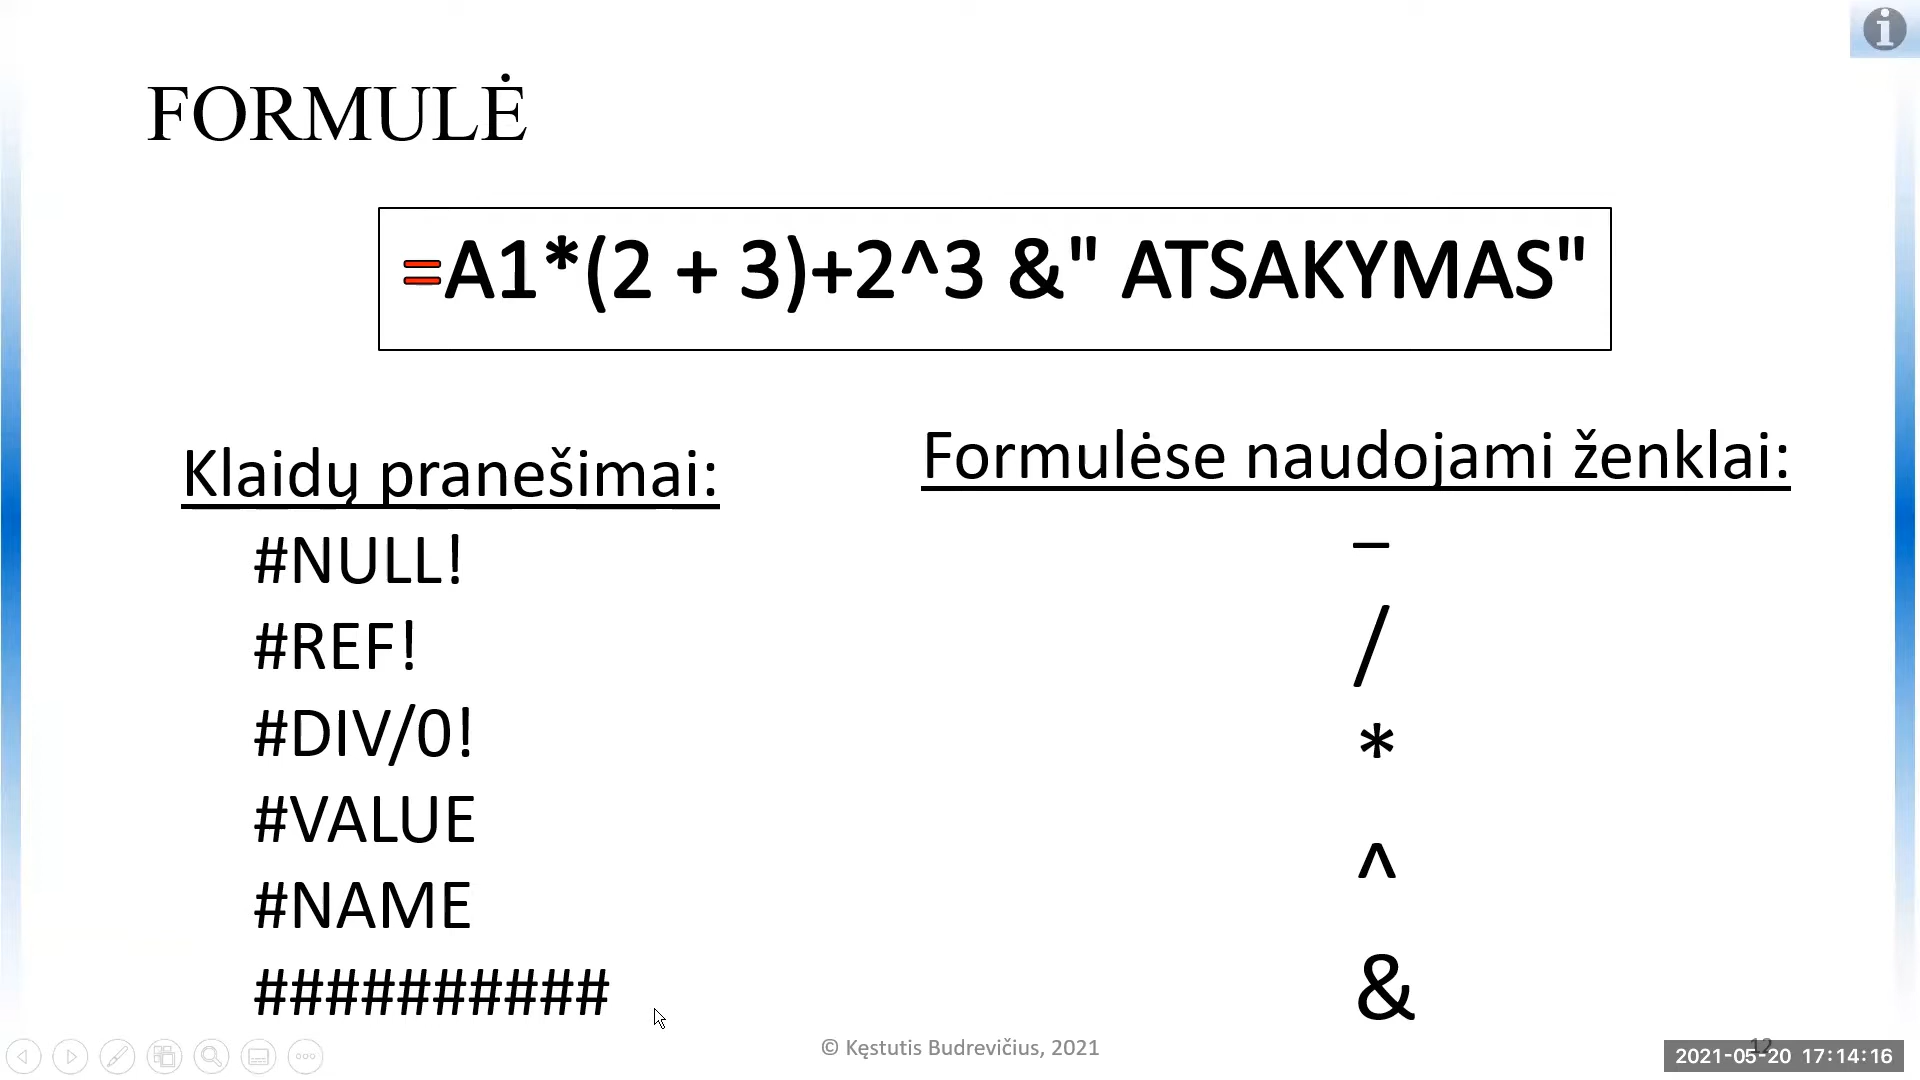 FORMULĖ
=A1*(2 + 3)+2^3 &" ATSAKYMAS"
Klaidų pranešimai:
#NULL!
#REF!
#DIV/0!
#VALUE
#NAME
##########
Formulėse naudojami ženklai:
–
/
*
^
&
© Kęstutis Budrevičius, 2021
12
2021-05-20 17:14:16